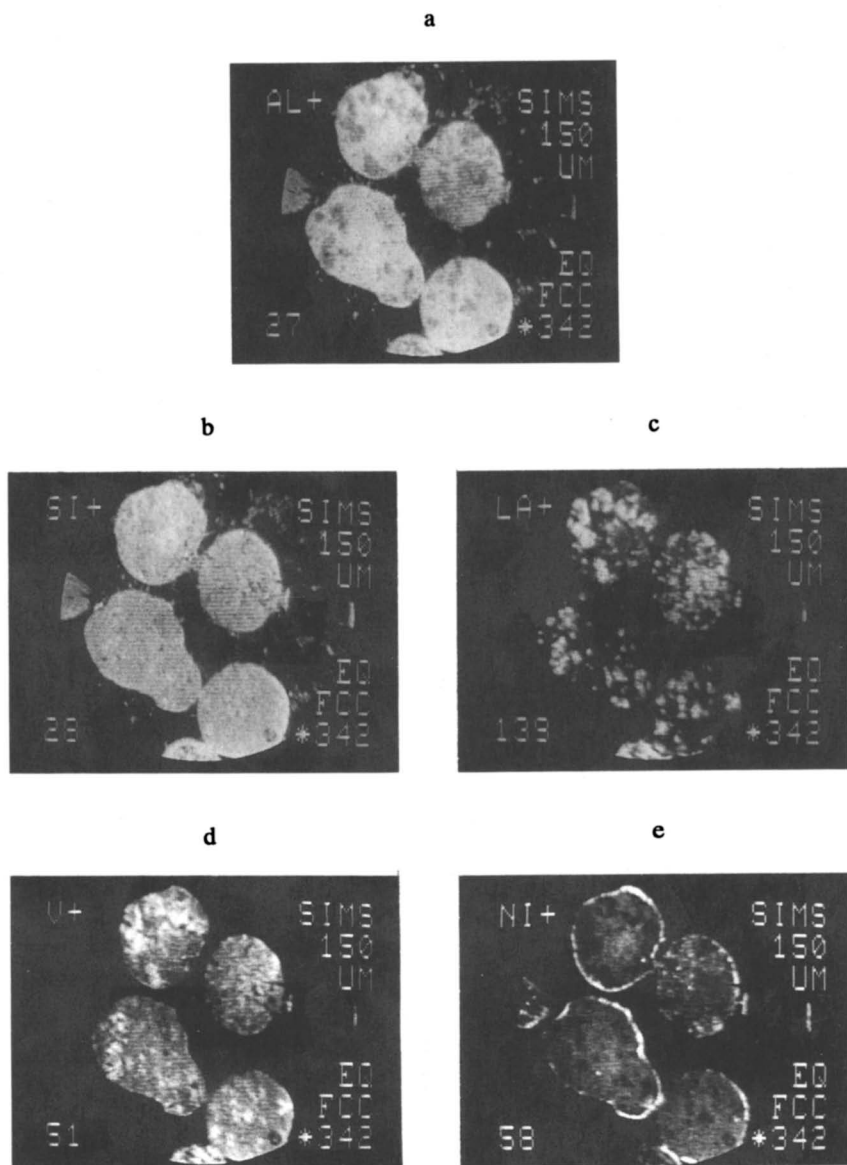 a
AL+ SIMS
150
UM
EQ
FCC
27 *342
b
c
SI+ SIMS
150
UM
EQ
FCC
28 *342
LA+ SIMS
150
UM
EQ
FCC
139 *342
d
e
V+ SIMS
150
UM
EQ
FCC
51 *342
NI+ SIMS
150
UM
EQ
FCC
58 *342